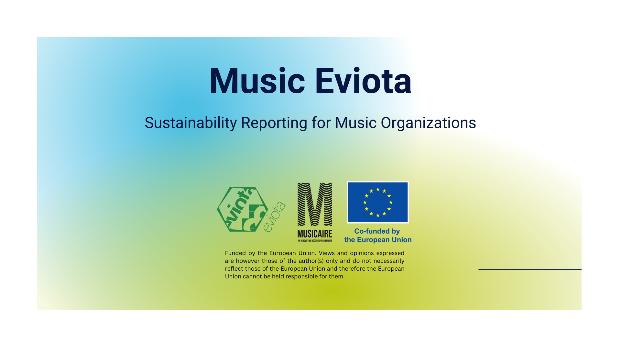 Music Eviota
Sustainability Reporting for Music Organizations
eviota
eviota
MUSICAIRE
Co-funded by
the European Union
Funded by the European Union. Views and opinions expressed
are however those of the author(s) only and do not necessarily
reflect those of the European Union and therefore the European
Union cannot be held responsible for them.